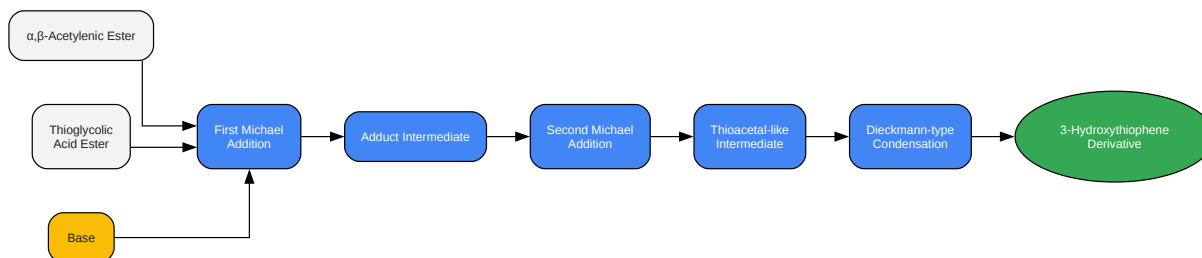 α,β-Acetylenic Ester
Thioglycolic
Acid Ester
Base
First Michael
Addition
Adduct Intermediate
Second Michael
Addition
Thioacetal-like
Intermediate
Dieckmann-type
Condensation
3-Hydroxythiophene
Derivative